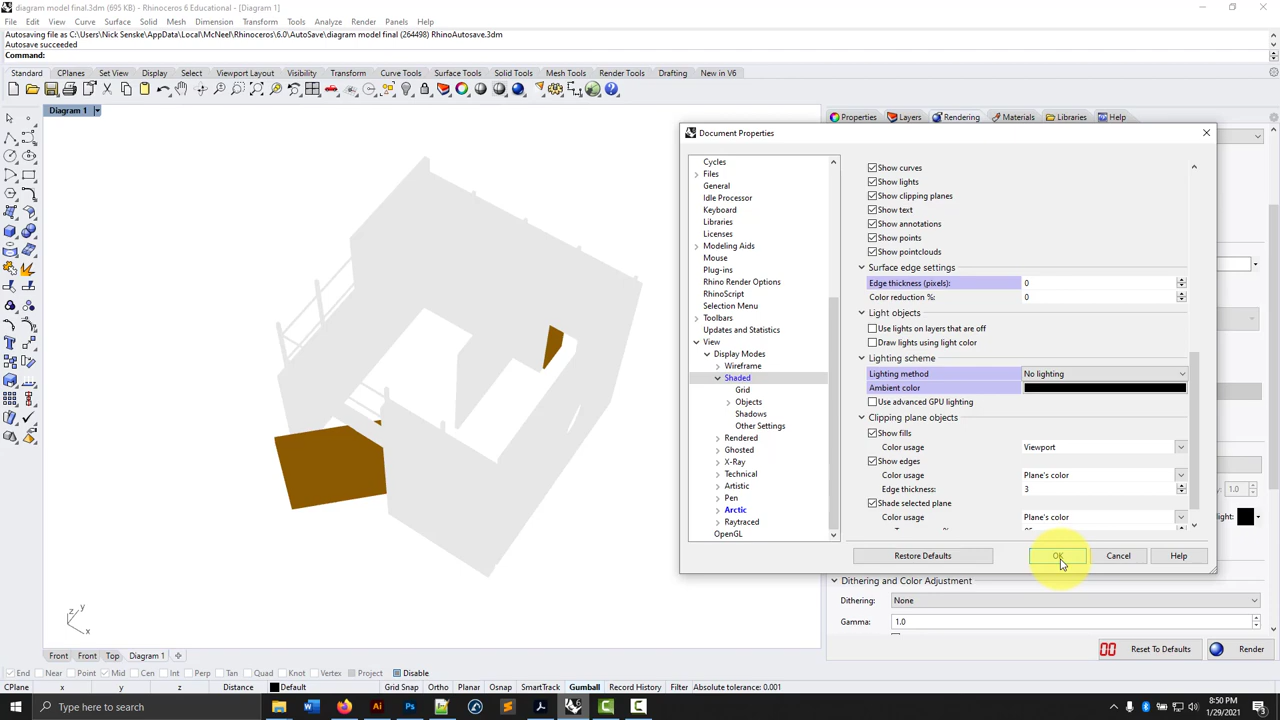 diagram model final.3dm (695 KB) - Rhinoceros 6 Educational - [Diagram 1]
File Edit View Curve Surface Solid Mesh Dimension Transform Tools Analyze Render Panels Help
Autosaving file as C:\Users\Nick Senske\AppData\Local\McNeel\Rhinoceros\6.0\AutoSave\diagram model final (264498) RhinoAutosave.3dm
Autosave succeeded
Command:
Standard CPlanes Set View Display Select Viewport Layout Visibility Transform Curve Tools Surface Tools Solid Tools Mesh Tools Render Tools Drafting New in V6
Diagram 1
Properties Layers Rendering Materials Libraries Help
Document Properties
Cycles
Files
General
Idle Processor
Keyboard
Libraries
Licenses
Modeling Aids
Mouse
Plug-ins
Rhino Render Options
RhinoScript
Selection Menu
Toolbars
Updates and Statistics
View
Display Modes
Wireframe
Shaded
Grid
Objects
Shadows
Other Settings
Rendered
Ghosted
X-Ray
Technical
Artistic
Pen
Arctic
Raytraced
OpenGL
Show curves
Show lights
Show clipping planes
Show text
Show annotations
Show points
Show pointclouds
Surface edge settings
Edge thickness (pixels): 0
Color reduction %: 0
Light objects
Use lights on layers that are off
Draw lights using light color
Lighting scheme
Lighting method No lighting
Ambient color
Use advanced GPU lighting
Clipping plane objects
Show fills
Color usage Viewport
Show edges
Color usage Plane's color
Edge thickness: 3
Shade selected plane
Color usage Plane's color
Restore Defaults OK Cancel Help
1.0
light:
Dithering and Color Adjustment
Dithering: None
Gamma: 1.0
Reset To Defaults Render
z y
x
Front Front Top Diagram 1
End Near Point Mid Cen Int Perp Tan Quad Knot Vertex Project Disable
CPlane x y z Distance Default Grid Snap Ortho Planar Osnap SmartTrack Gumball Record History Filter Absolute tolerance: 0.001
Type here to search
8:50 PM
1/29/2021